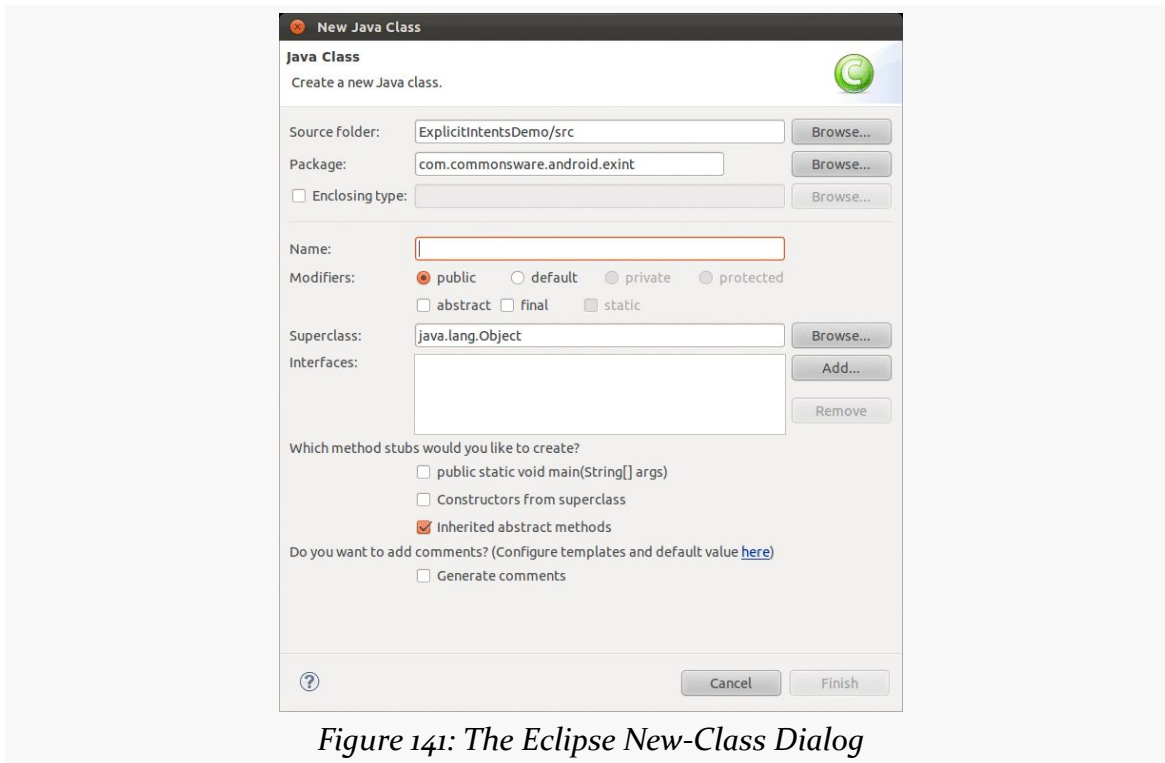 New Java Class
Java Class
Create a new Java class.
C
Source folder: ExplicitIntentsDemo/src Browse...
Package: com.commonsware.android.exint Browse...
Enclosing type: Browse...
Name:
Modifiers: public default private protected
abstract final static
Superclass: java.lang.Object Browse...
Interfaces: Add...
Remove
Which method stubs would you like to create?
public static void main(String[] args)
Constructors from superclass
Inherited abstract methods
Do you want to add comments? (Configure templates and default value here)
Generate comments
? Cancel Finish
Figure 141: The Eclipse New-Class Dialog